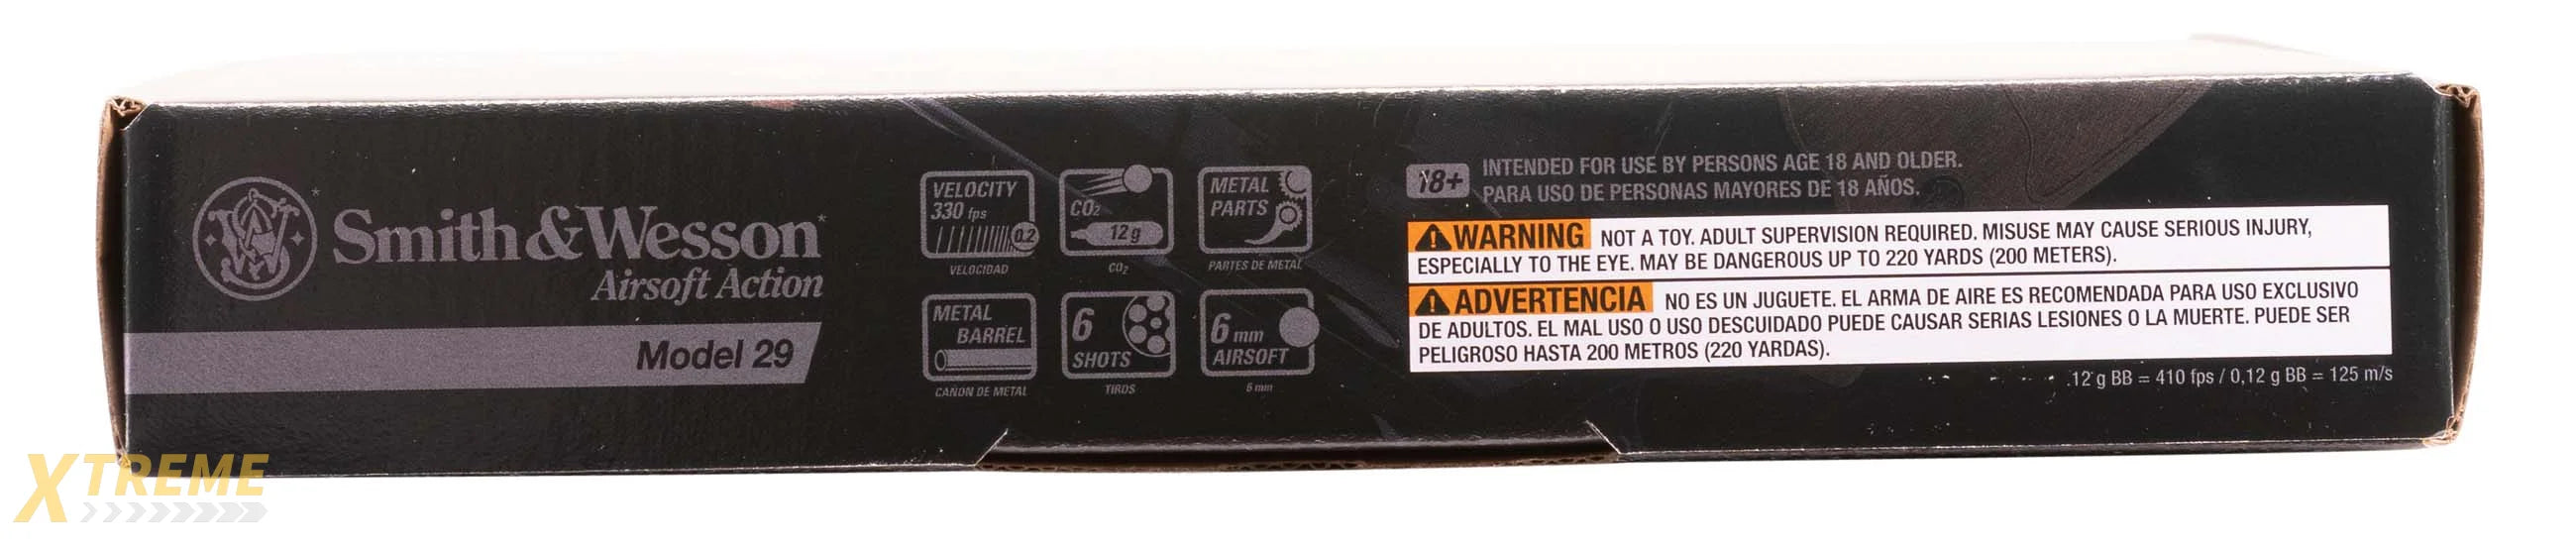 Smith&Wesson*
Airsoft Action
Model 29
VELOCITY
330 fps
0.2
VELOCIDAD
CO2
12 g
CO2
METAL
PARTS
PARTES DE METAL
METAL
BARREL
CAÑON DE METAL
6
SHOTS
TIROS
6 mm
AIRSOFT
6 mm
18+
INTENDED FOR USE BY PERSONS AGE 18 AND OLDER.
PARA USO DE PERSONAS MAYORES DE 18 AÑOS.
WARNING NOT A TOY. ADULT SUPERVISION REQUIRED. MISUSE MAY CAUSE SERIOUS INJURY,
ESPECIALLY TO THE EYE. MAY BE DANGEROUS UP TO 220 YARDS (200 METERS).
ADVERTENCIA NO ES UN JUGUETE. EL ARMA DE AIRE ES RECOMENDADA PARA USO EXCLUSIVO
DE ADULTOS. EL MAL USO O USO DESCUIDADO PUEDE CAUSAR SERIAS LESIONES O LA MUERTE. PUEDE SER
PELIGROSO HASTA 200 METROS (220 YARDAS).
.12 g BB = 410 fps / 0,12 g BB = 125 m/s
XTREME